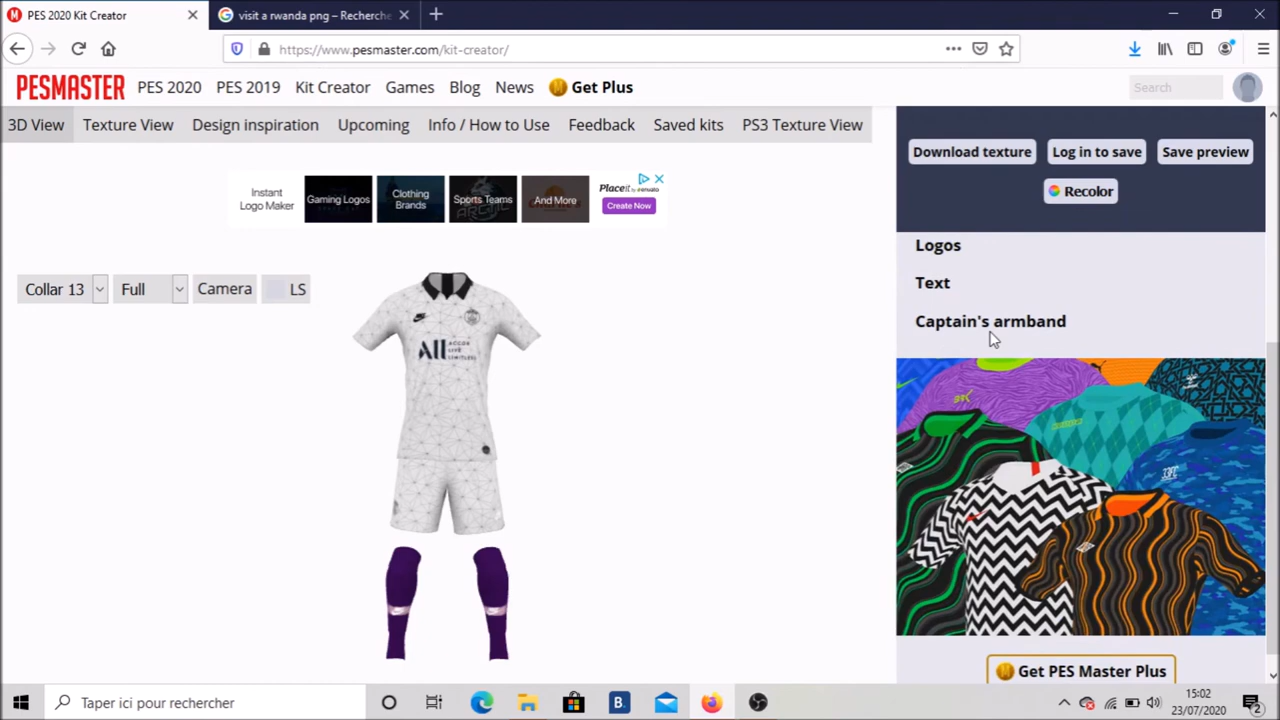 PES 2020 Kit Creator
visit a rwanda png – Recherche
https://www.pesmaster.com/kit-creator/
PESMASTER
PES 2020
PES 2019
Kit Creator
Games
Blog
News
Get Plus
Search
3D View
Texture View
Design inspiration
Upcoming
Info / How to Use
Feedback
Saved kits
PS3 Texture View
Download texture
Log in to save
Save preview
Recolor
Instant
Logo Maker
Gaming Logos
Clothing
Brands
Sports Teams
And More
Placeit
Create Now
Logos
Text
Captain's armband
Collar 13
Full
Camera
LS
All
ACCOR
LIVE
LIMITLESS
Get PES Master Plus
Taper ici pour rechercher
B.
15:02
23/07/2020
2